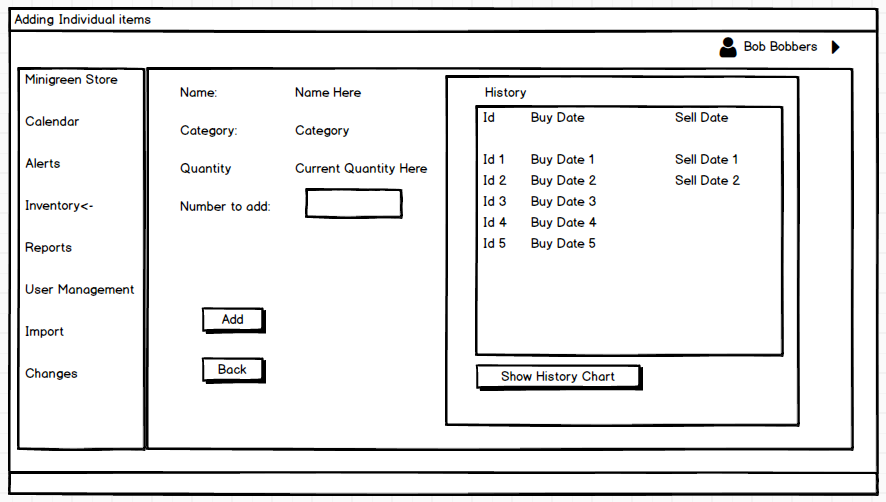 Adding Individual items
Bob Bobbers
Minigreen Store
Calendar
Alerts
Inventory<-
Reports
User Management
Import
Changes
Name: Name Here
Category: Category
Quantity Current Quantity Here
Number to add:
Add
Back
History
Id Buy Date Sell Date
Id 1 Buy Date 1 Sell Date 1
Id 2 Buy Date 2 Sell Date 2
Id 3 Buy Date 3
Id 4 Buy Date 4
Id 5 Buy Date 5
Show History Chart